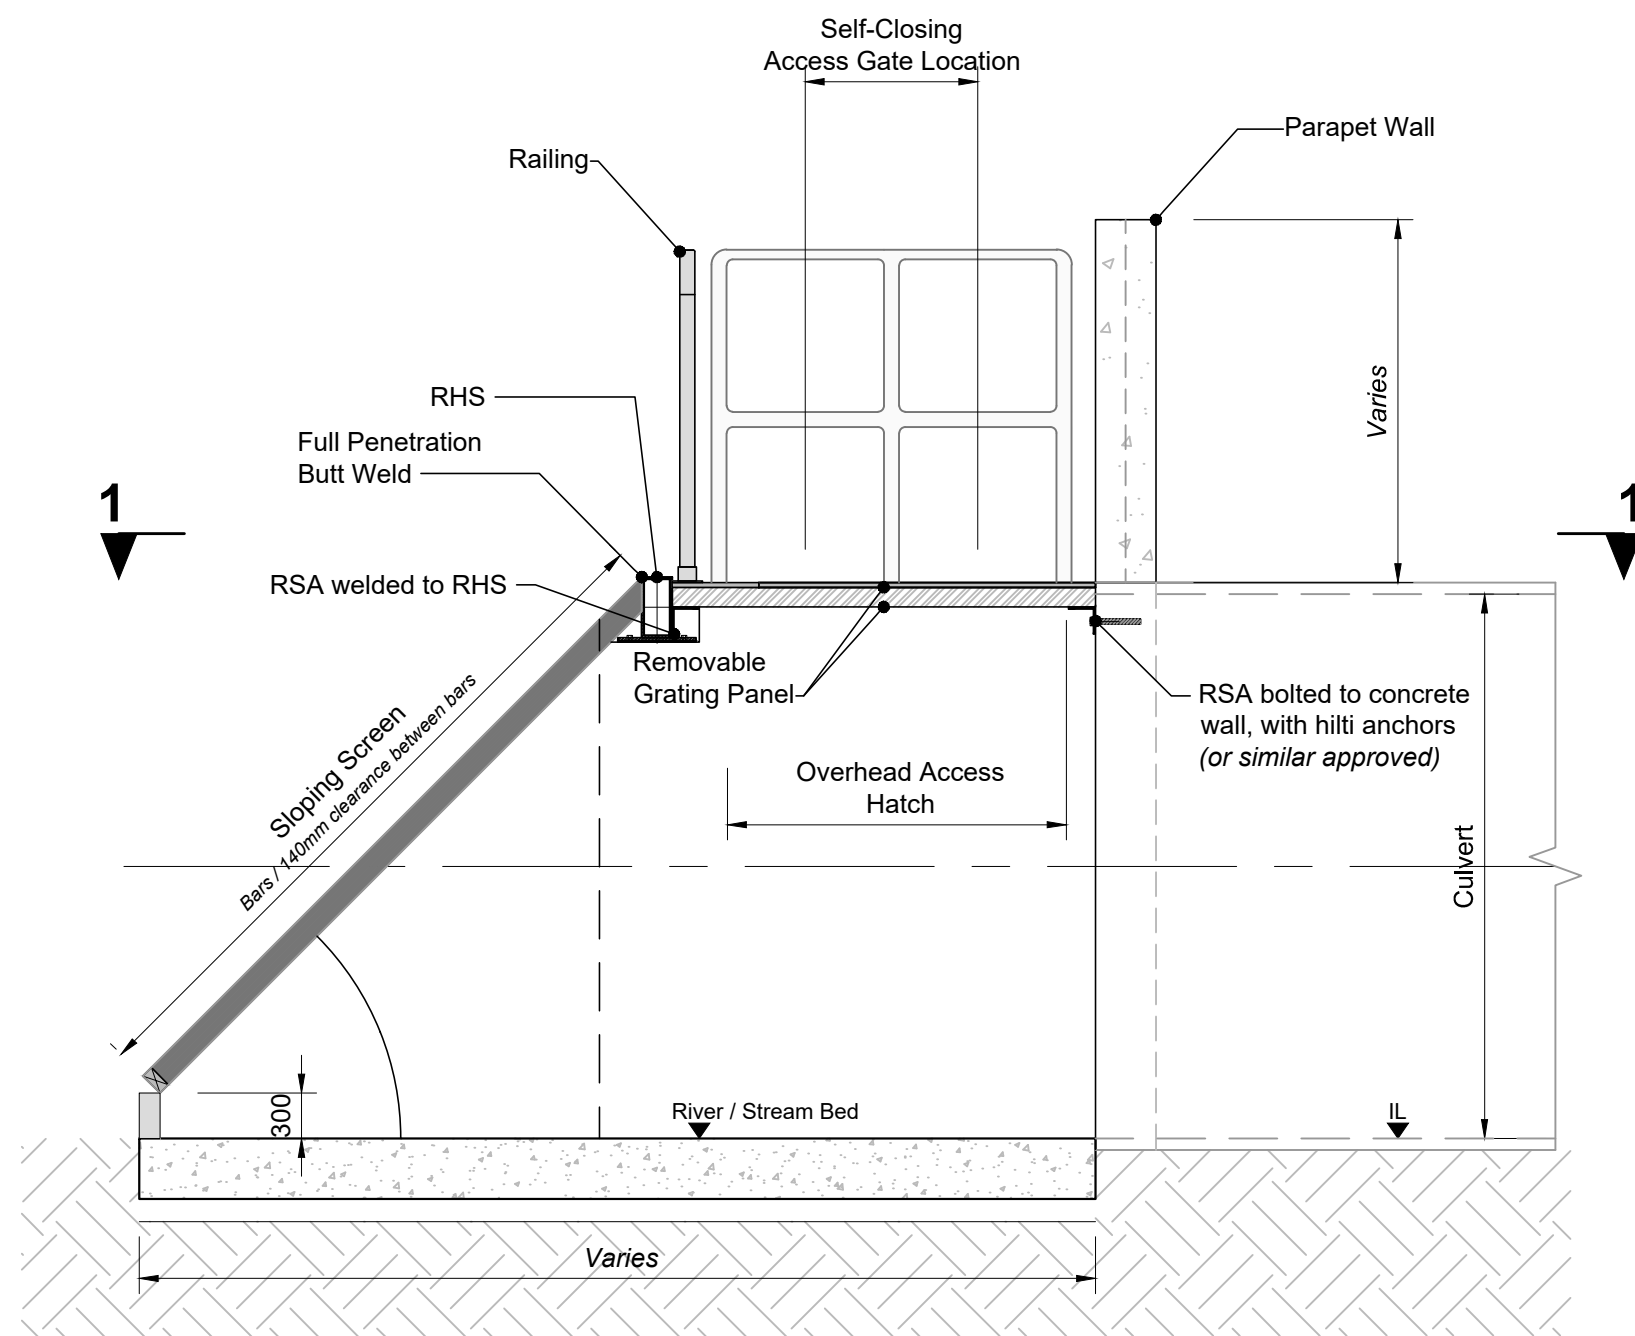 Self-Closing
Access Gate Location
Parapet Wall
Railing
RHS
Varies
Full Penetration
Butt Weld
1
1
RSA welded to RHS
Removable
Grating Panel
RSA bolted to concrete
wall, with hilti anchors
(or similar approved)
Sloping Screen
Bars / 140mm clearance between bars
Overhead Access
Hatch
Culvert
300
River / Stream Bed
IL
Varies